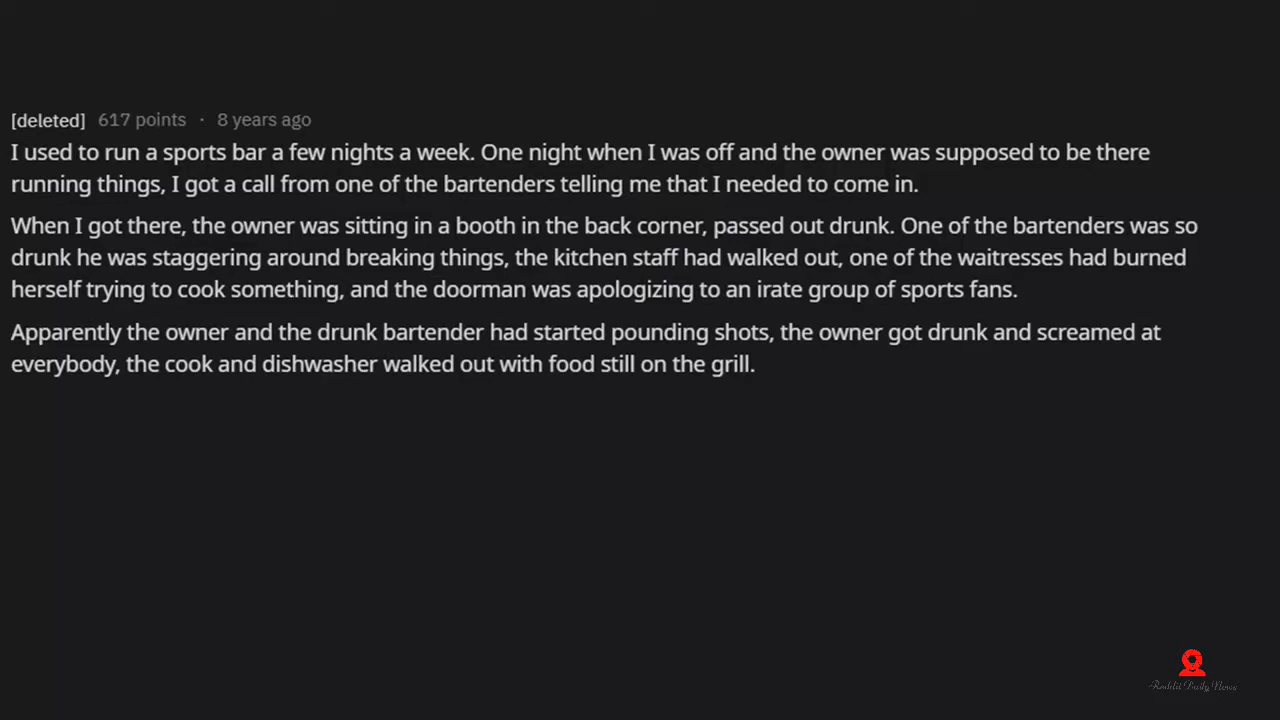 [deleted] 617 points · 8 years ago
I used to run a sports bar a few nights a week. One night when I was off and the owner was supposed to be there
running things, I got a call from one of the bartenders telling me that I needed to come in.
When I got there, the owner was sitting in a booth in the back corner, passed out drunk. One of the bartenders was so
drunk he was staggering around breaking things, the kitchen staff had walked out, one of the waitresses had burned
herself trying to cook something, and the doorman was apologizing to an irate group of sports fans.
Apparently the owner and the drunk bartender had started pounding shots, the owner got drunk and screamed at
everybody, the cook and dishwasher walked out with food still on the grill.
Daily News